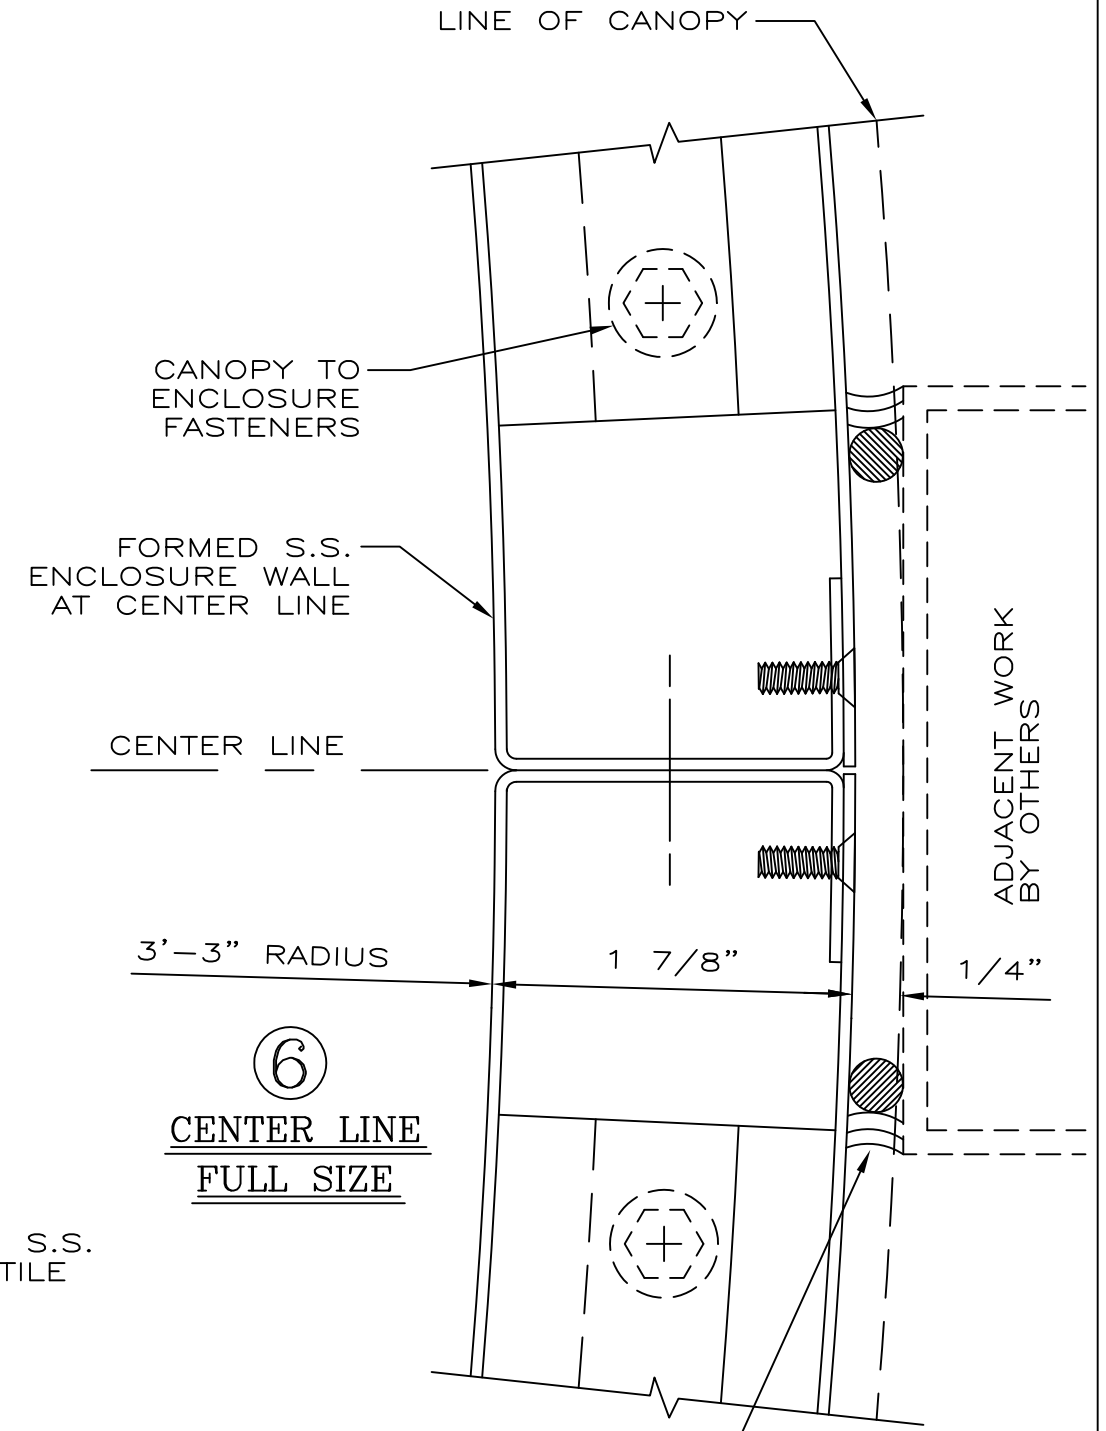 LINE OF CANOPY
CANOPY TO
ENCLOSURE
FASTENERS
FORMED S.S.
ENCLOSURE WALL
AT CENTER LINE
CENTER LINE
ADJACENT WORK
BY OTHERS
3'-3" RADIUS
1 7/8"
1/4"
6
CENTER LINE
FULL SIZE
S.S.
TILE